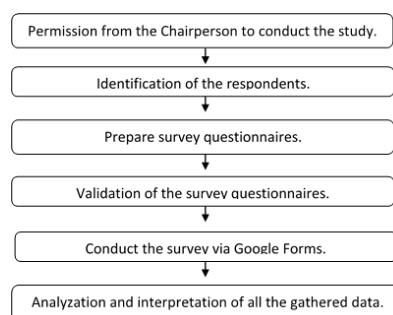 Permission from the Chairperson to conduct the study.
Identification of the respondents.
Prepare survey questionnaires.
Validation of the survey questionnaires.
Conduct the survey via Google Forms.
Analyzation and interpretation of all the gathered data.